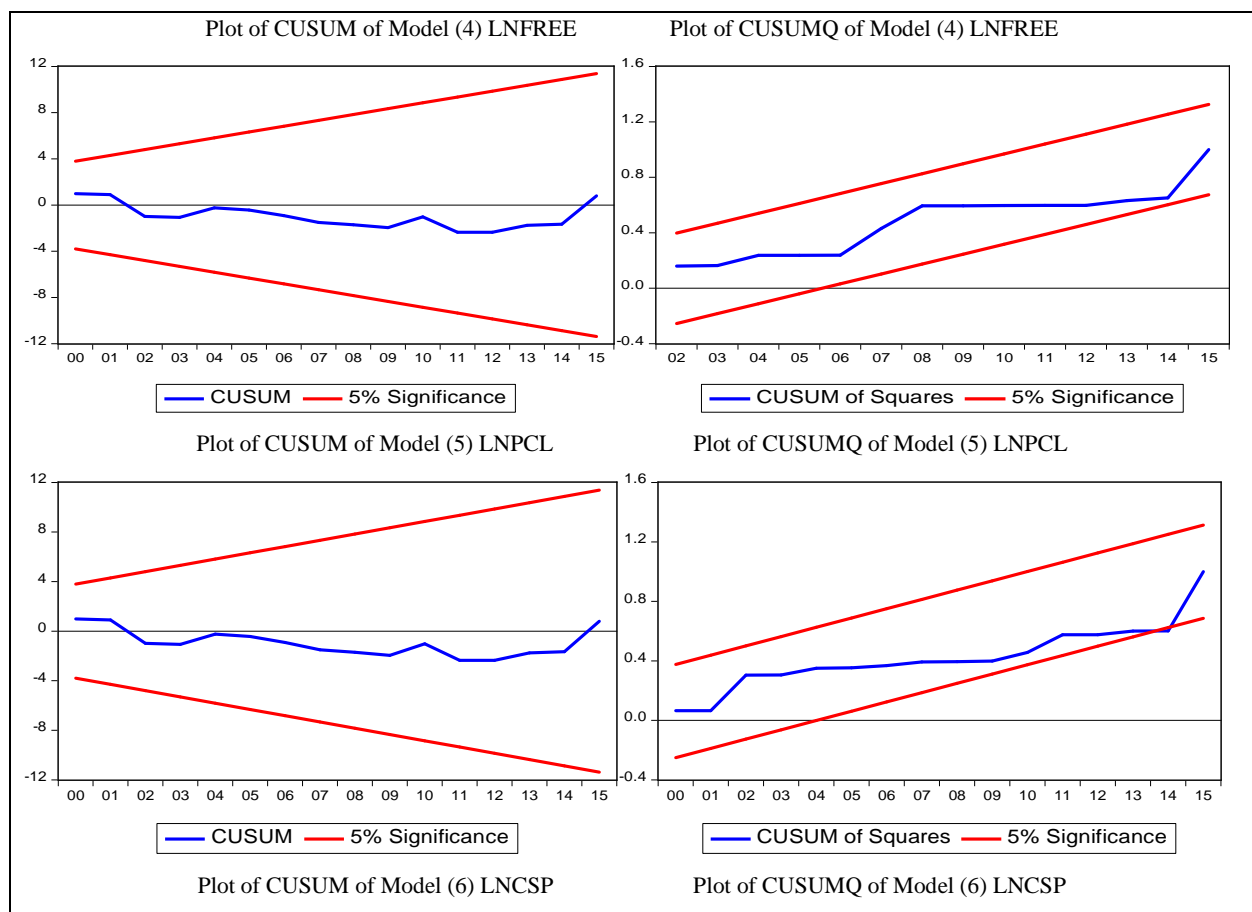 Plot of CUSUM of Model (4) LNFREE
Plot of CUSUMQ of Model (4) LNFREE
12
8
4
0
-4
-8
-12
00 01 02 03 04 05 06 07 08 09 10 11 12 13 14 15
CUSUM 5% Significance
1.6
1.2
0.8
0.4
0.0
-0.4
02 03 04 05 06 07 08 09 10 11 12 13 14 15
CUSUM of Squares 5% Significance
Plot of CUSUM of Model (5) LNPCL
Plot of CUSUMQ of Model (5) LNPCL
12
8
4
0
-4
-8
-12
00 01 02 03 04 05 06 07 08 09 10 11 12 13 14 15
CUSUM 5% Significance
1.6
1.2
0.8
0.4
0.0
-0.4
00 01 02 03 04 05 06 07 08 09 10 11 12 13 14 15
CUSUM of Squares 5% Significance
Plot of CUSUM of Model (6) LNCSP
Plot of CUSUMQ of Model (6) LNCSP